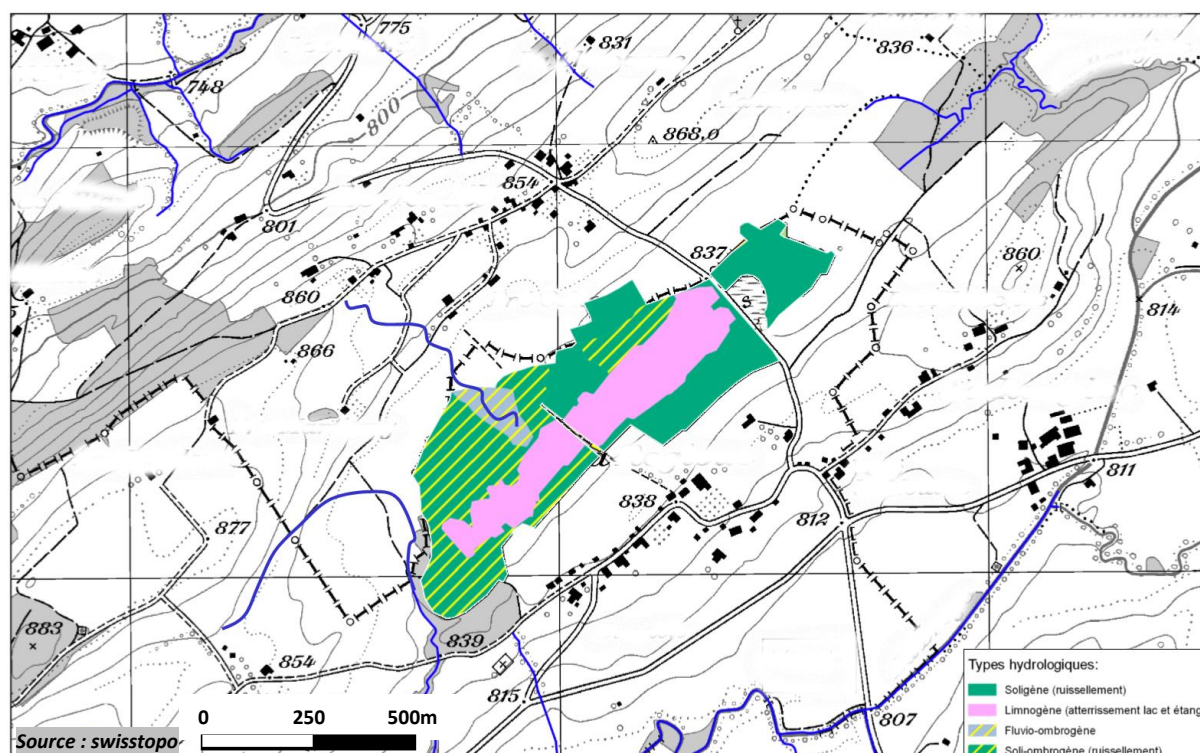 775
831
836
748
800
868,0
854
801
837
860
860
814
866
811
838
877
812
883
839
854
815
807
S
Types hydrologiques:
Soligène (ruissellement)
Limnogène (atterrissement lac et étang
Fluvio-ombrogène
Soli-ombrogène (ruissellement)
0 250 500m
Source : swisstopo